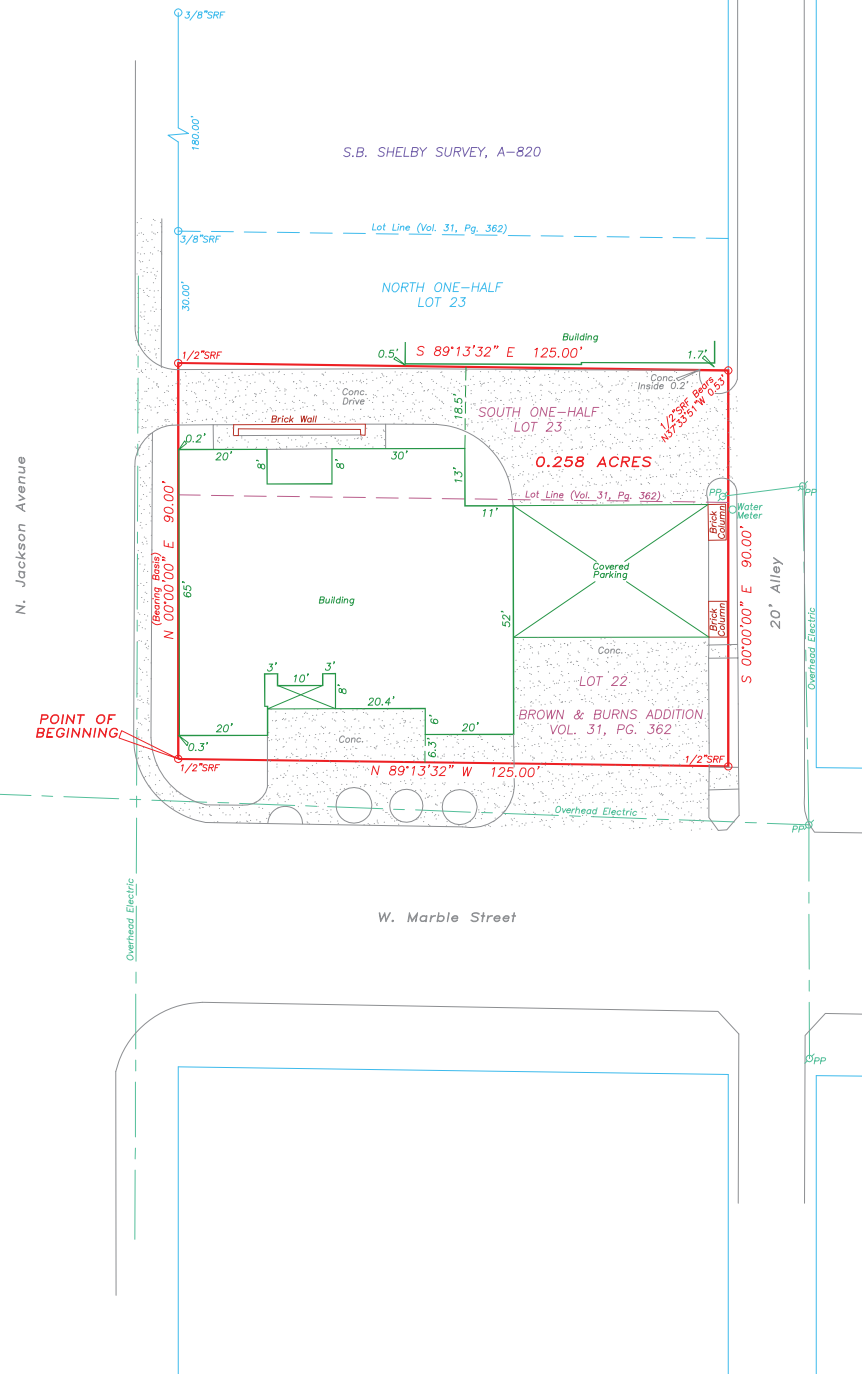 3/8"SRF
180.00'
S.B. SHELBY SURVEY, A-820
Lot Line (Vol. 31, Pg. 362)
3/8"SRF
30.00'
NORTH ONE-HALF
LOT 23
Building
1/2"SRF
0.5'
S 89°13'32" E 125.00'
1.7'
Conc.
Inside 0.2'
1/2"SRF Bears
N37°33'51"W 0.53'
Conc.
Drive
18.5'
SOUTH ONE-HALF
LOT 23
Brick Wall
0.2'
20'
8'
8'
30'
13'
0.258 ACRES
Lot Line (Vol. 31, Pg. 362)
PP
PP
Water
Meter
11'
Brick
Column
N. Jackson Avenue
N 00°00'00" E 90.00'
(Bearing Basis)
65'
Building
Covered
Parking
52'
Brick
Column
S 00°00'00" E 90.00'
20' Alley
Overhead Electric
Conc.
3'
10'
3'
8'
LOT 22
20.4'
BROWN & BURNS ADDITION
VOL. 31, PG. 362
POINT OF
BEGINNING
20'
0.3'
Conc.
6'
6.3'
20'
1/2"SRF
N 89°13'32" W 125.00'
1/2"SRF
Overhead Electric
PP
Overhead Electric
W. Marble Street
PP